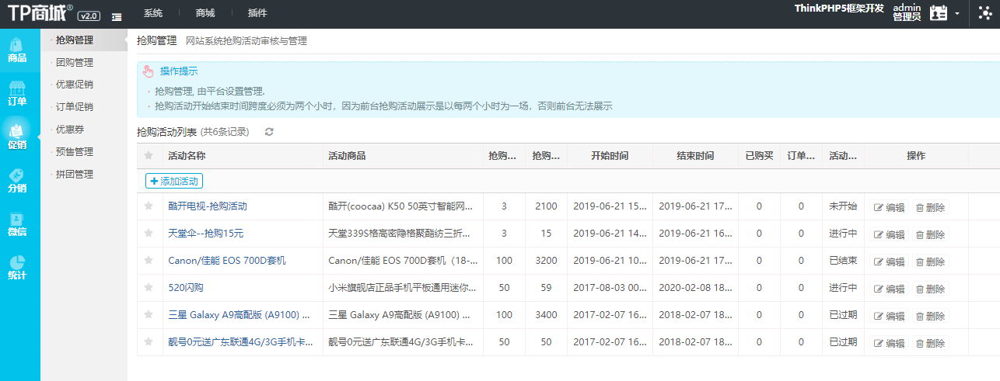 TP商城® v2.0 系统 商城 插件 ThinkPHP5框架开发 admin
管理员
商品
订单
促销
分销
微信
统计
· 抢购管理
· 团购管理
· 优惠促销
· 订单促销
· 优惠券
· 预售管理
· 拼团管理
抢购管理 网站系统抢购活动审核与管理
操作提示
· 抢购管理, 由平台设置管理.
· 抢购活动开始结束时间跨度必须为两个小时，因为前台抢购活动展示是以每两个小时为一场，否则前台无法展示
抢购活动列表 (共6条记录)
活动名称 活动商品 抢购... 抢购... 开始时间 结束时间 已购买 订单... 活动... 操作
添加活动
酷开电视-抢购活动 酷开(coocaa) K50 50英寸智能网... 3 2100 2019-06-21 15... 2019-06-21 17... 0 0 未开始 编辑 删除
天堂伞--抢购15元 天堂339S格高密隐格聚酯纺三折... 3 15 2019-06-21 14... 2019-06-21 16... 0 0 进行中 编辑 删除
Canon/佳能 EOS 700D套机 Canon/佳能 EOS 700D套机（18-... 100 3200 2019-06-21 10... 2019-06-21 17... 0 0 已结束 编辑 删除
520闪购 小米旗舰店正品手机平板通用迷你... 50 59 2017-08-03 00... 2020-02-08 18... 0 0 进行中 编辑 删除
三星 Galaxy A9高配版 (A9100) ... 三星 Galaxy A9高配版 (A9100) ... 100 3400 2017-02-07 16... 2018-02-07 18... 0 0 已过期 编辑 删除
靓号0元送广东联通4G/3G手机卡... 靓号0元送广东联通4G/3G手机卡... 50 50 2017-02-07 16... 2018-02-07 18... 0 0 已过期 编辑 删除